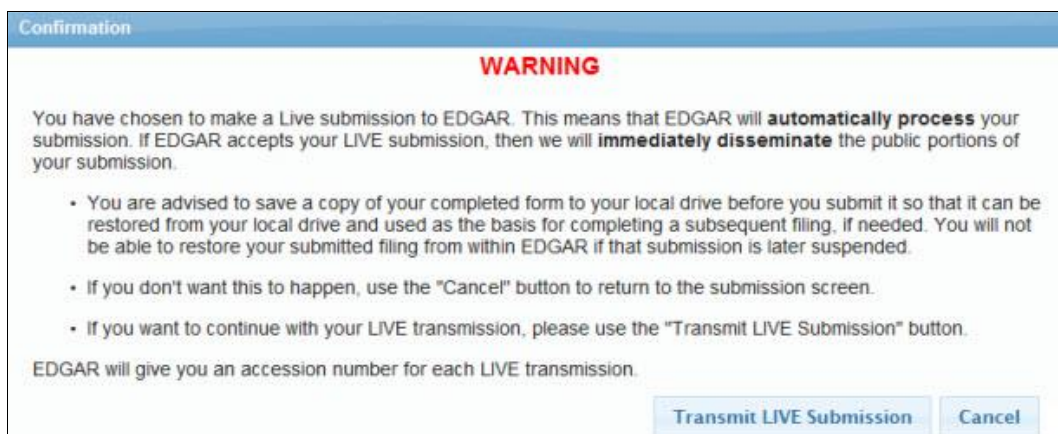 Confirmation
WARNING
You have chosen to make a Live submission to EDGAR. This means that EDGAR will automatically process your
submission. If EDGAR accepts your LIVE submission, then we will immediately disseminate the public portions of
your submission.
• You are advised to save a copy of your completed form to your local drive before you submit it so that it can be
restored from your local drive and used as the basis for completing a subsequent filing, if needed. You will not
be able to restore your submitted filing from within EDGAR if that submission is later suspended.
• If you don't want this to happen, use the "Cancel" button to return to the submission screen.
• If you want to continue with your LIVE transmission, please use the "Transmit LIVE Submission" button.
EDGAR will give you an accession number for each LIVE transmission.
Transmit LIVE Submission Cancel